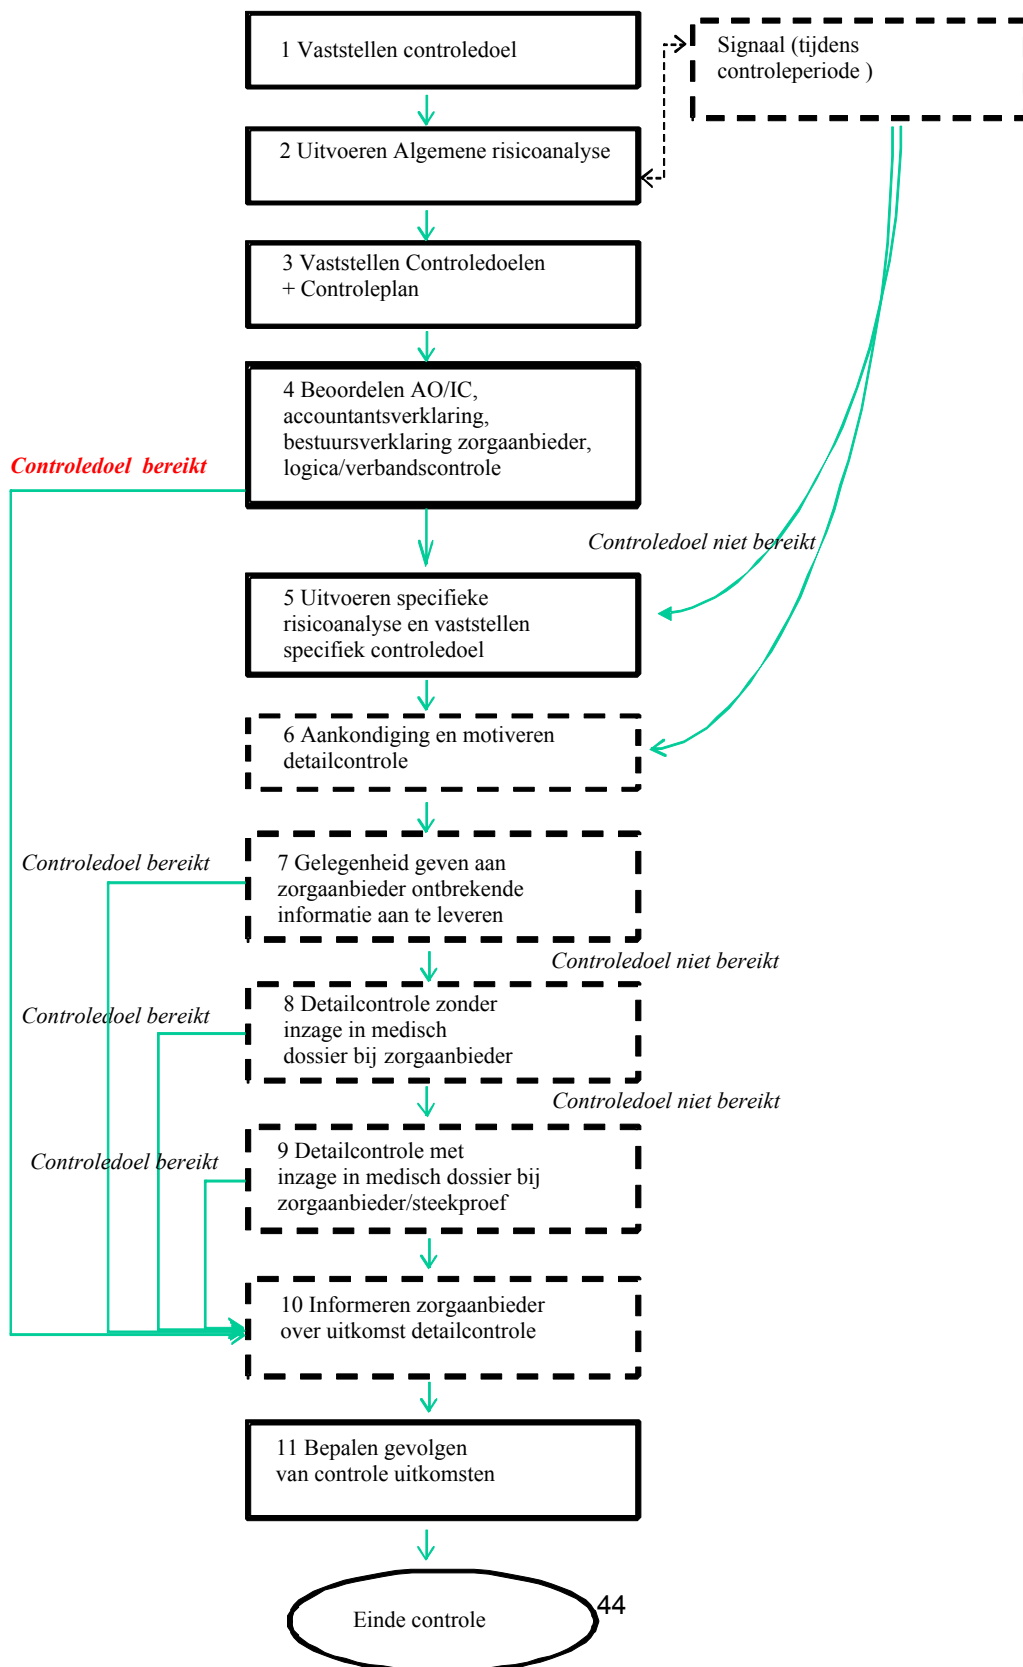 1 Vaststellen controledoel
Signaal (tijdens
controleperiode )
2 Uitvoeren Algemene risicoanalyse
3 Vaststellen Controledoelen
+ Controleplan
4 Beoordelen AO/IC,
accountantsverklaring,
bestuursverklaring zorgaanbieder,
logica/verbandscontrole
Controledoel bereikt
Controledoel niet bereikt
5 Uitvoeren specifieke
risicoanalyse en vaststellen
specifiek controledoel
6 Aankondiging en motiveren
detailcontrole
Controledoel bereikt
7 Gelegenheid geven aan
zorgaanbieder ontbrekende
informatie aan te leveren
Controledoel niet bereikt
Controledoel bereikt
8 Detailcontrole zonder
inzage in medisch
dossier bij zorgaanbieder
Controledoel niet bereikt
Controledoel bereikt
9 Detailcontrole met
inzage in medisch dossier bij
zorgaanbieder/steekproef
10 Informeren zorgaanbieder
over uitkomst detailcontrole
11 Bepalen gevolgen
van controle uitkomsten
Einde controle
44